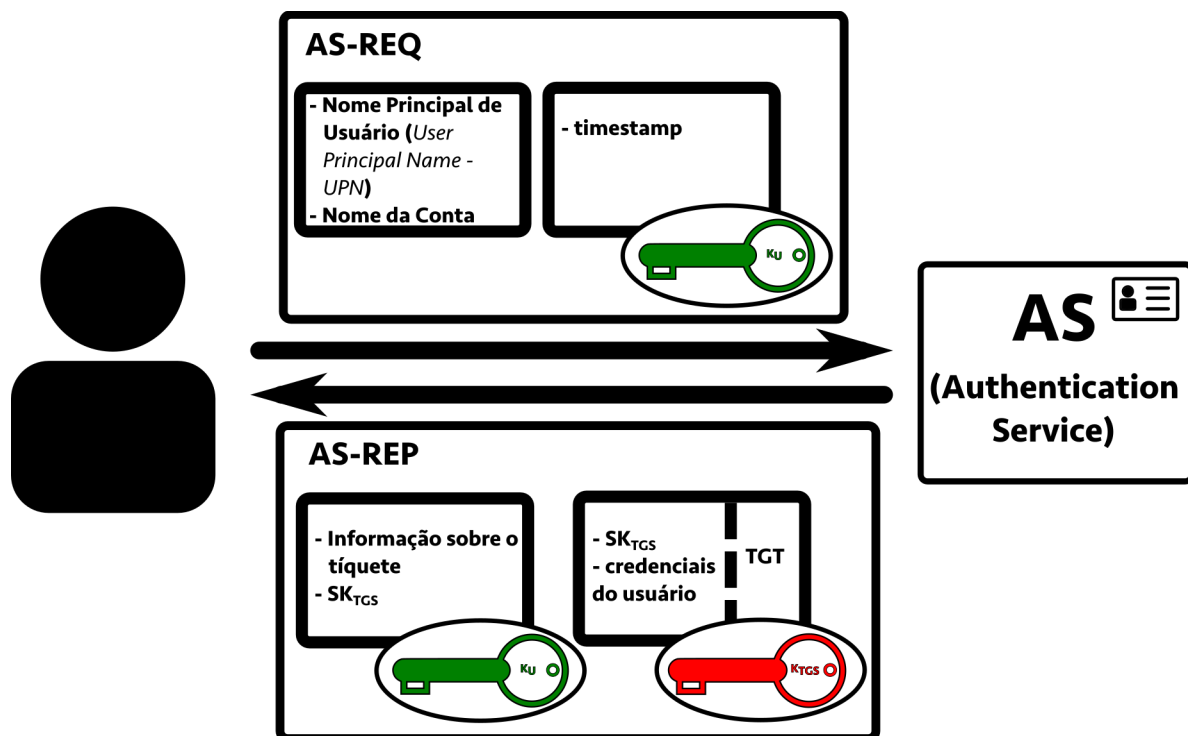 AS-REQ
- Nome Principal de
Usuário (User
Principal Name -
UPN)
- Nome da Conta
- timestamp
KU
AS
(Authentication
Service)
AS-REP
- Informação sobre o
tíquete
- SKTGS
KU
- SKTGS
- credenciais
do usuário
TGT
KTGS